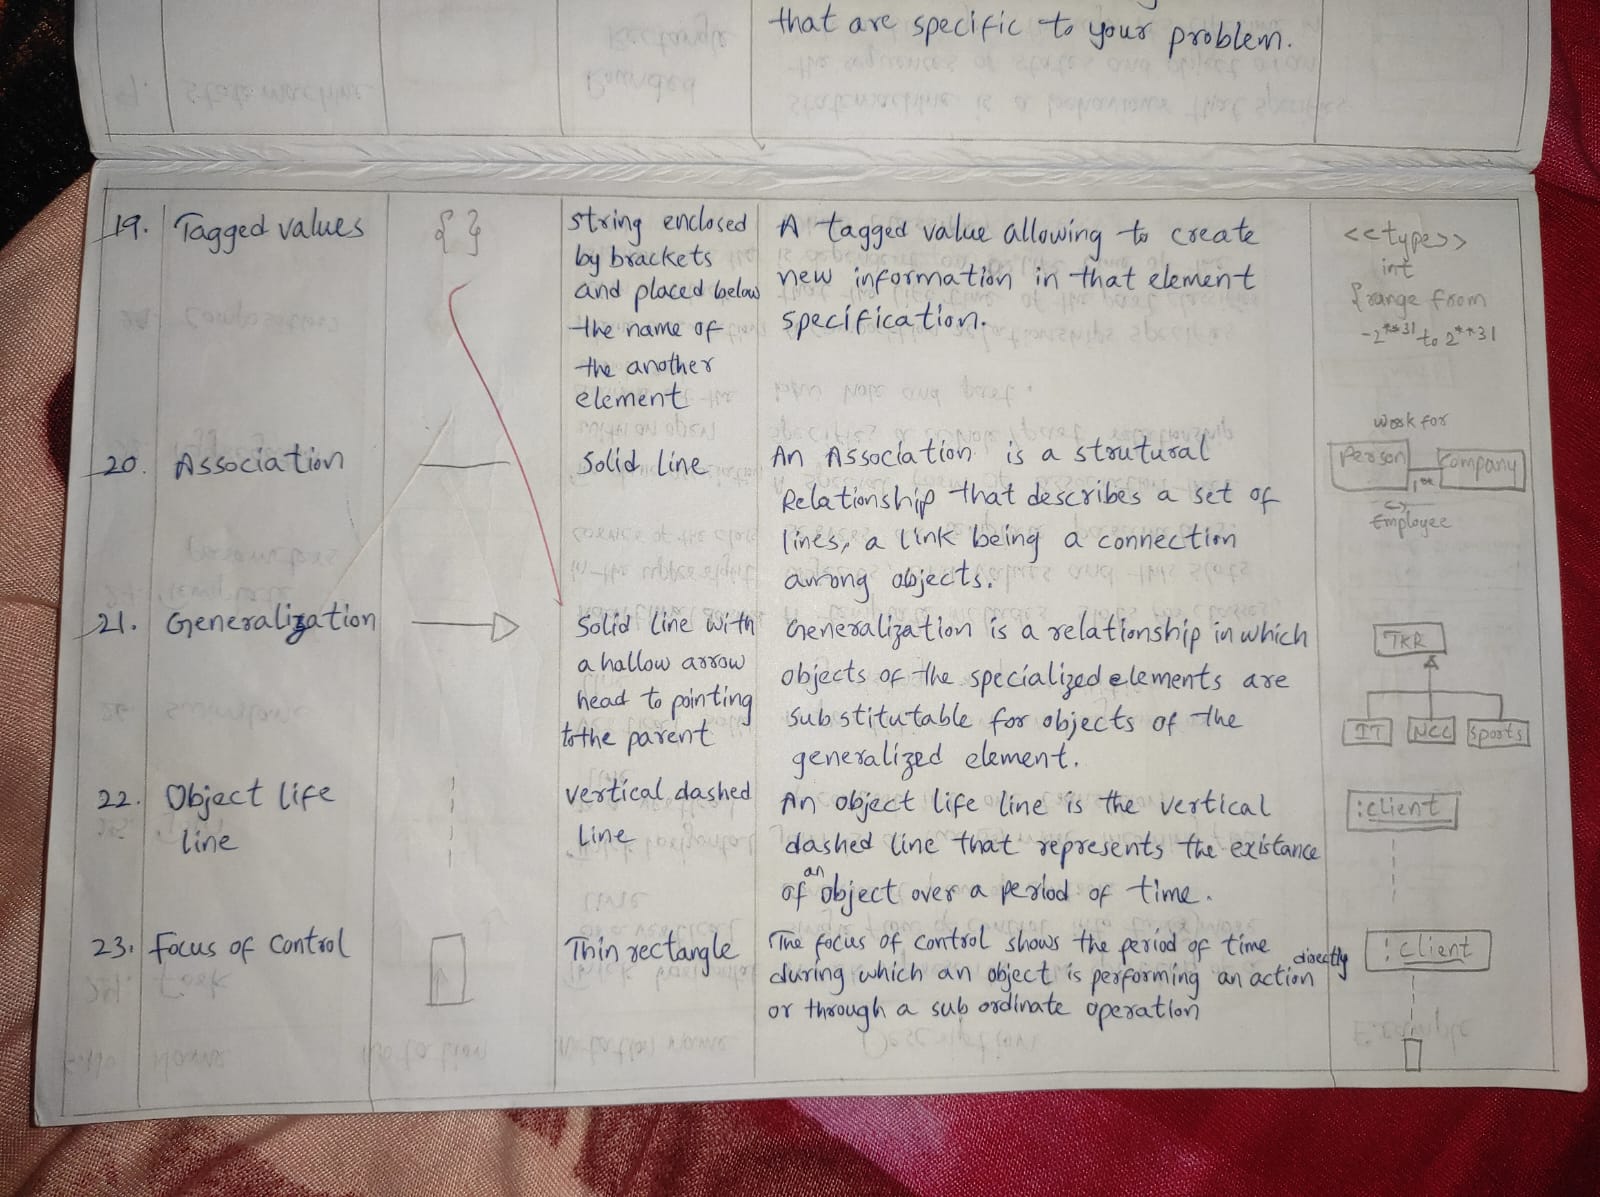 that are specific to your problem.
19. Tagged values { } string enclosed by brackets and placed below the name of the another element
A tagged value allowing to create
new information in that element
specification.
<<type>>
int
{range from
-2**31 to 2**31
20. Association Solid line
An Association is a strutural
Relationship that describes a set of
lines, a link being a connection
among objects.
Work for
Person Company
1..*
Employee
21. Generalization
Solid line with
a hallow arrow
head to pointing
to the parent
Generalization is a relationship in which
objects of the specialized elements are
substitutable for objects of the
generalized element.
TKR
IT NCC Sports
22. Object life
line
vertical dashed
line
An object life line is the vertical
dashed line that represents the existance
of an object over a period of time.
:client
23. Focus of Control
Thin rectangle
The focus of control shows the period of time
during which an object is performing an action directly
or through a sub ordinate operation
: client